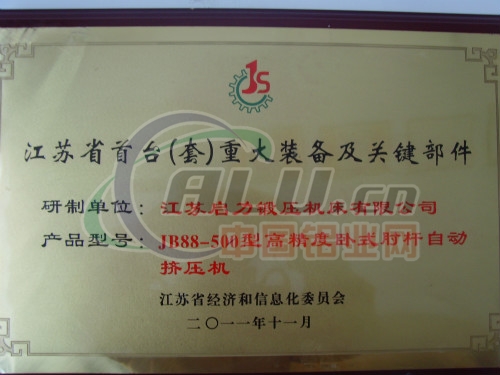 JS
江苏省首台(套)重大装备及关键部件
研制单位：江苏启力锻压机床有限公司
产品型号：JB88-500型高精度卧式肘杆自动
挤压机
江苏省经济和信息化委员会
二〇一一年十一月
ALU.cn
中国铝业网